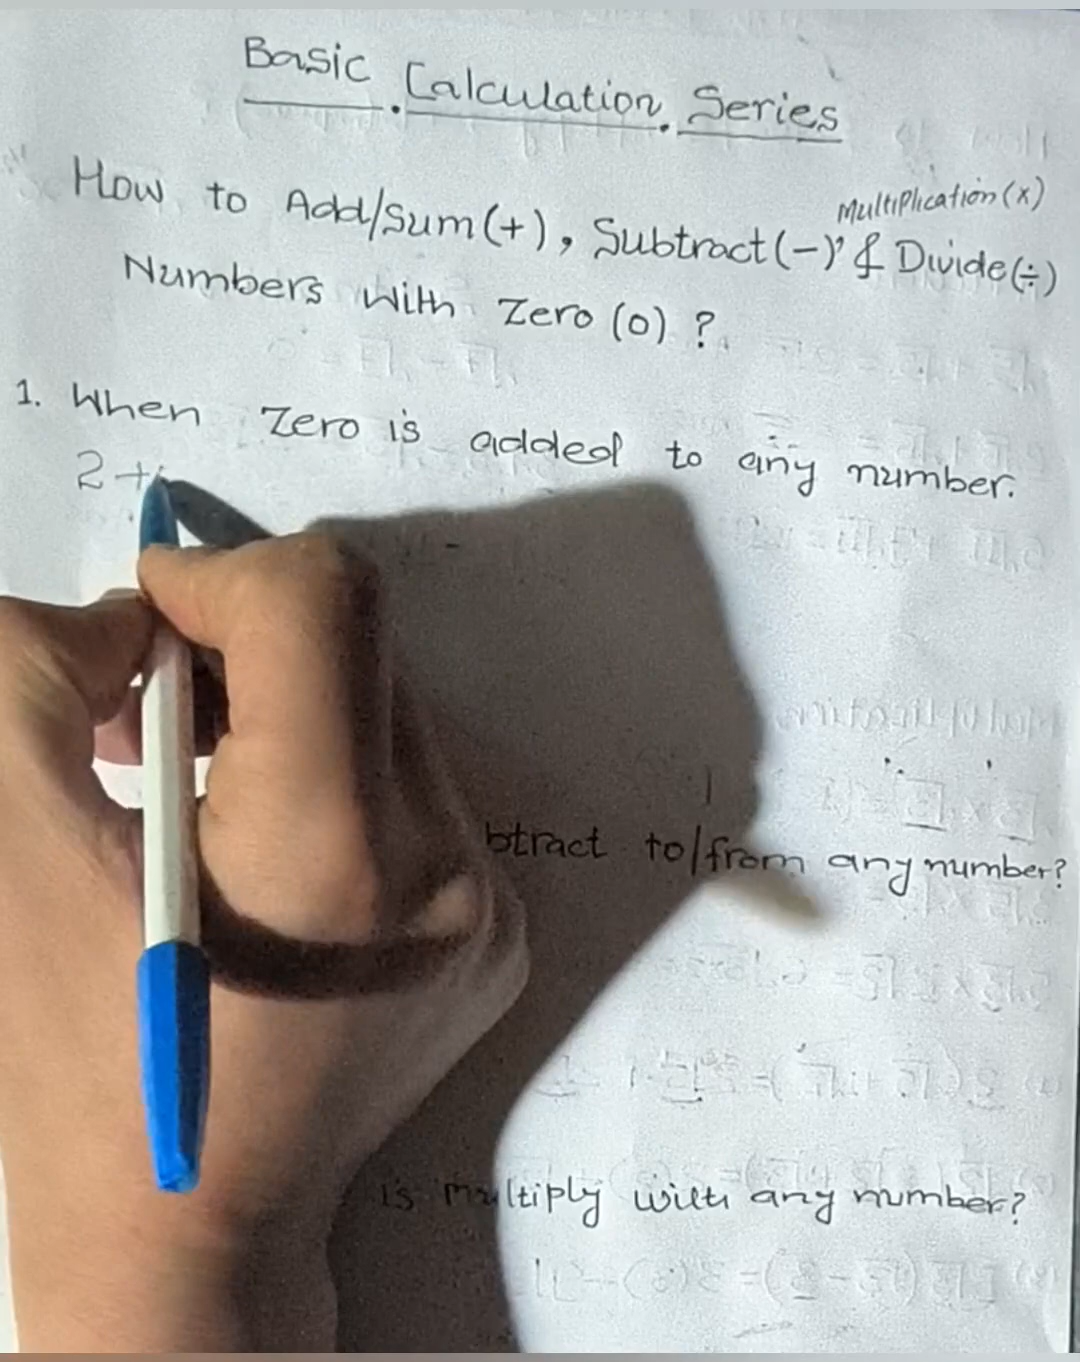 Basic Calculation Series
How to Add/Sum(+), Subtract(-), Multiplication(x) & Divide(÷)
Numbers with Zero (0) ?
1. When Zero is added to any number.
2 +
btract to/from any number?
is multiply with any number?